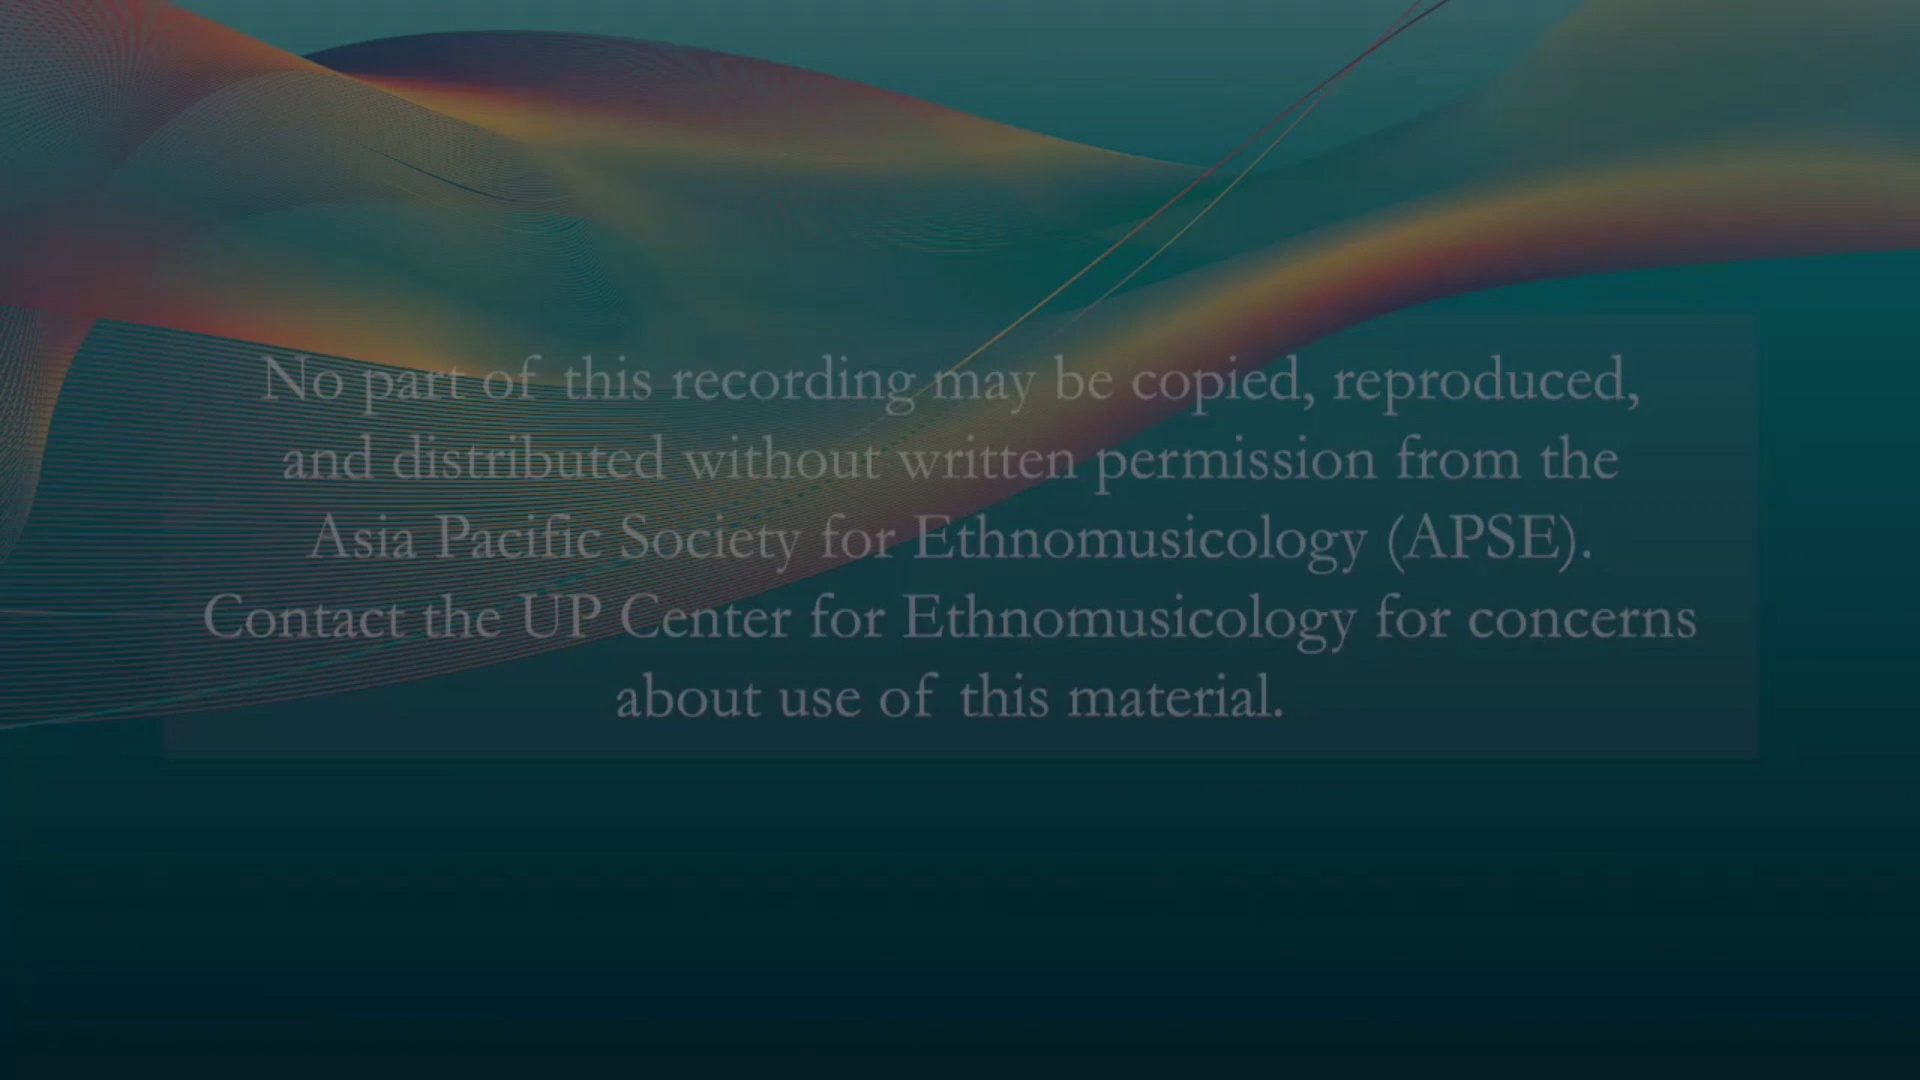 No part of this recording may be copied, reproduced,
and distributed without written permission from the
Asia Pacific Society for Ethnomusicology (APSE).
Contact the UP Center for Ethnomusicology for concerns
about use of this material.